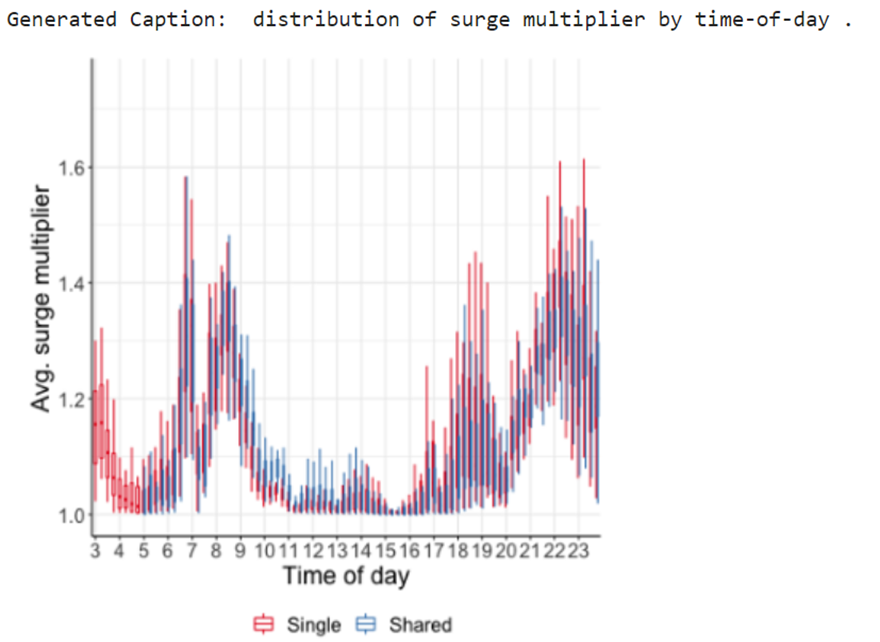 Generated Caption:  distribution of surge multiplier by time-of-day .
Avg. surge multiplier
1.6
1.4
1.2
1.0
3 4 5 6 7 8 9 10 11 12 13 14 15 16 17 18 19 20 21 22 23
Time of day
Single Shared